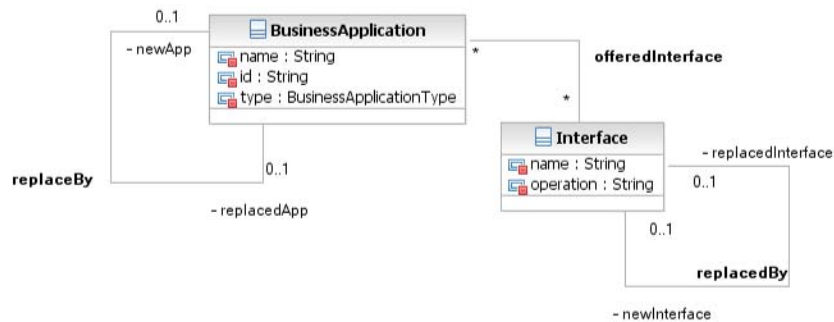 0..1
BusinessApplication
- newApp
name : String
id : String
type : BusinessApplicationType
*
offeredInterface
*
Interface
- replacedInterface
name : String
operation : String
0..1
replaceBy
0..1
- replacedApp
0..1
replacedBy
- newInterface